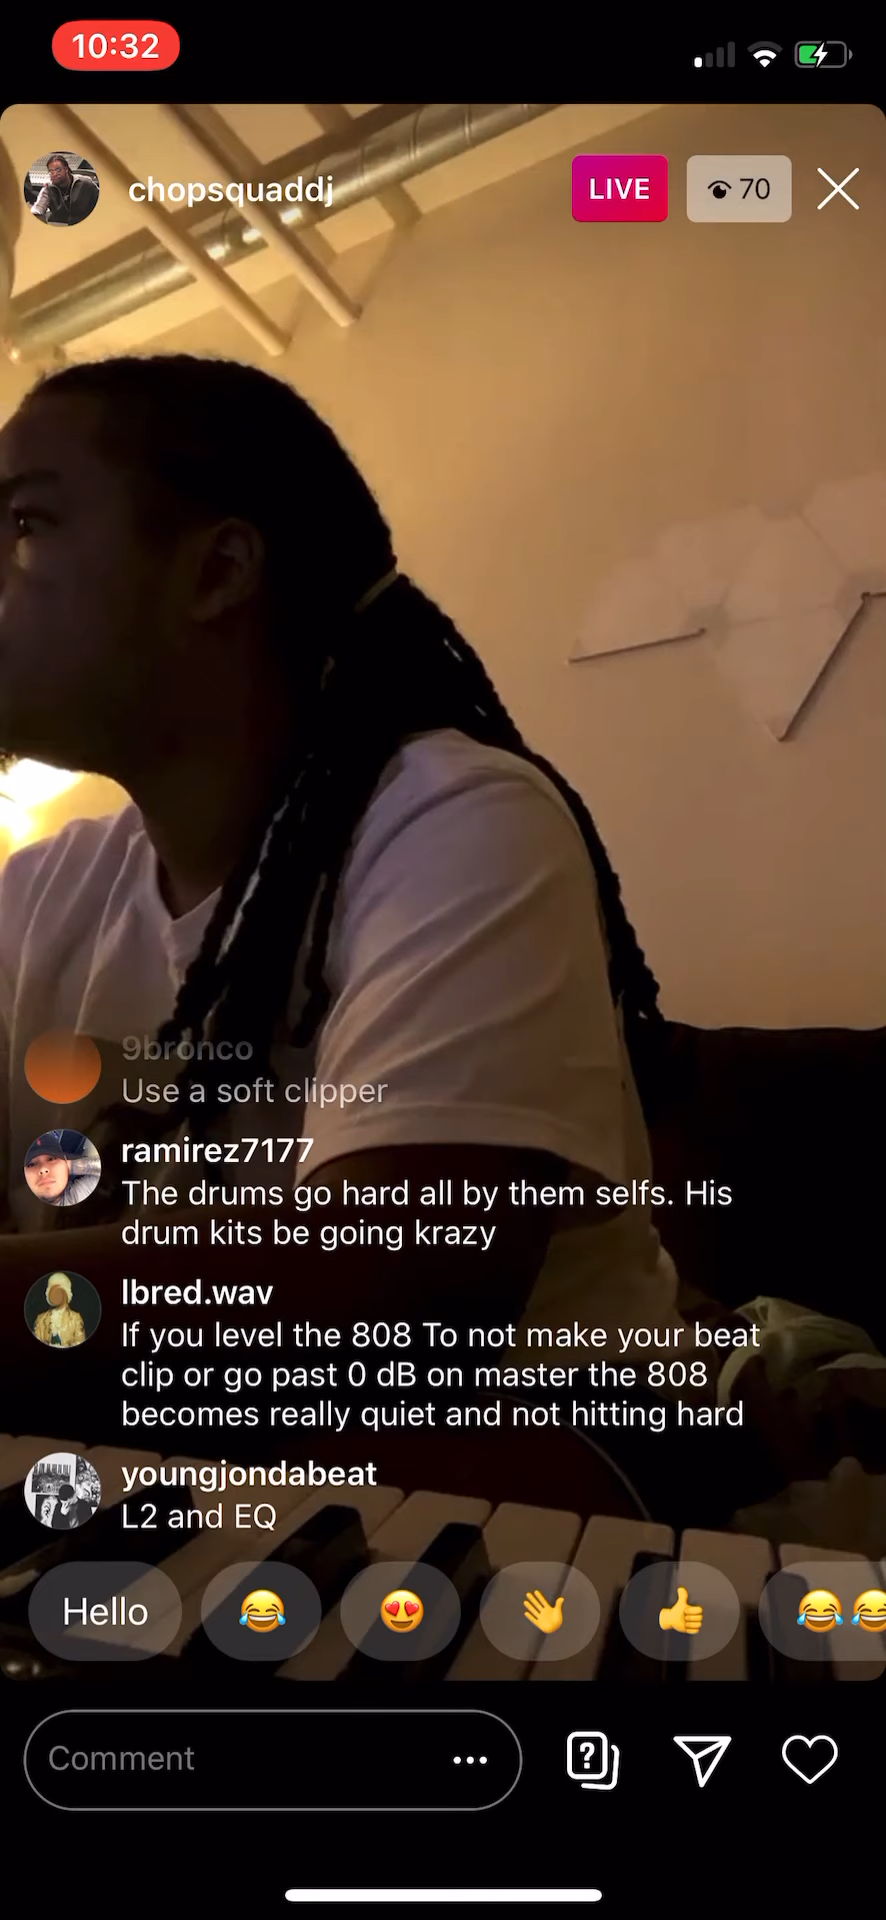 10:32
chopsquaddj
LIVE
70
9bronco
Use a soft clipper
ramirez7177
The drums go hard all by them selfs. His
drum kits be going krazy
lbred.wav
If you level the 808 To not make your beat
clip or go past 0 dB on master the 808
becomes really quiet and not hitting hard
youngjondabeat
L2 and EQ
Hello 😂 😍 👋 👍 😂😂
Comment